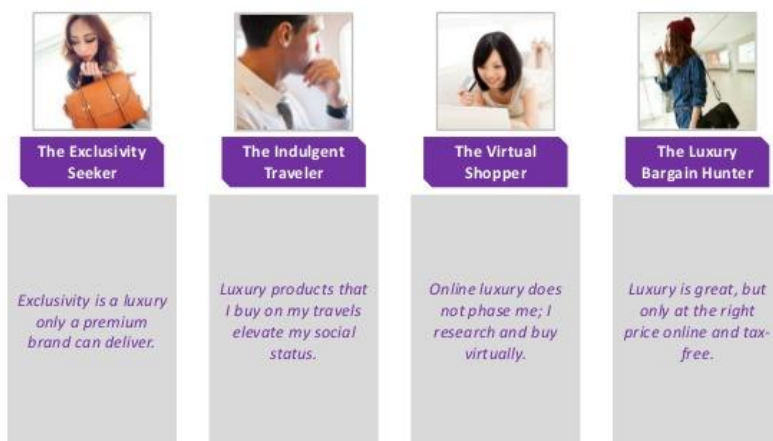 The Exclusivity
Seeker
Exclusivity is a luxury
only a premium
brand can deliver.
The Indulgent
Traveler
Luxury products that
I buy on my travels
elevate my social
status.
The Virtual
Shopper
Online luxury does
not phase me; I
research and buy
virtually.
The Luxury
Bargain Hunter
Luxury is great, but
only at the right
price online and tax-
free.